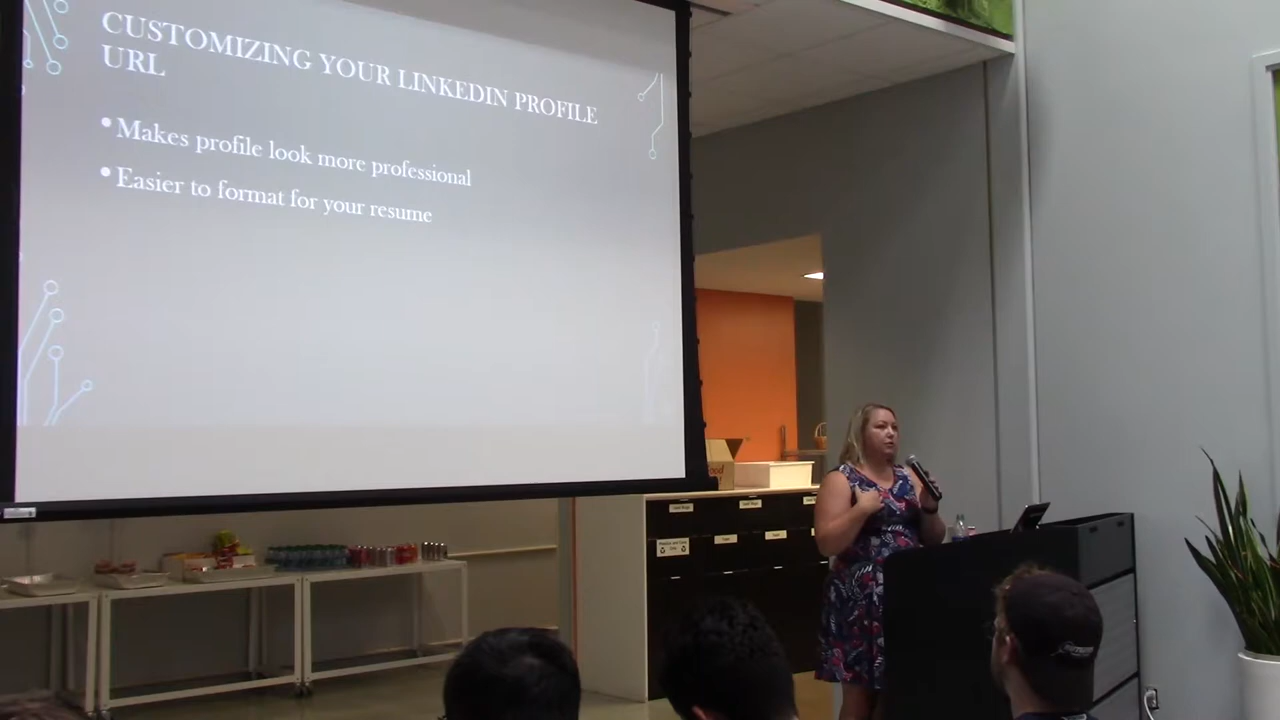 CUSTOMIZING YOUR LINKEDIN PROFILE
URL
• Makes profile look more professional
• Easier to format for your resume